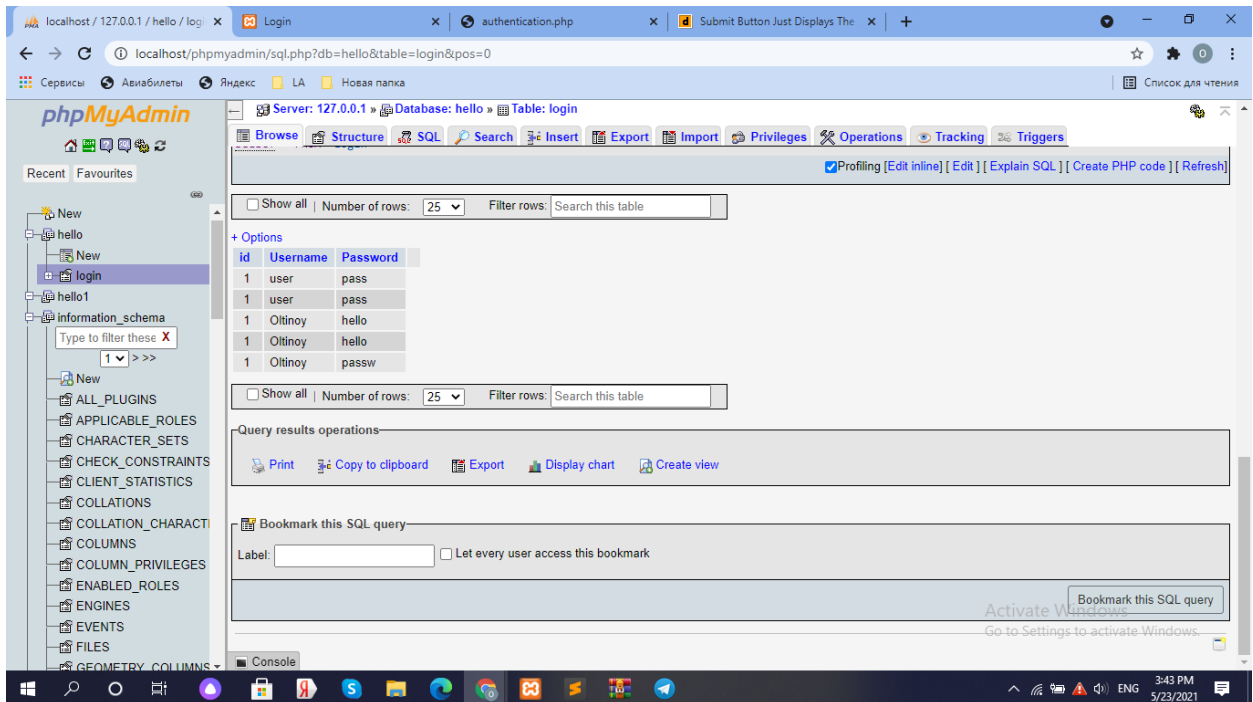 localhost / 127.0.0.1 / hello / logi
Login
authentication.php
Submit Button Just Displays The
localhost/phpmyadmin/sql.php?db=hello&table=login&pos=0
O
Сервисы
Авиабилеты
Яндекс
LA
Новая папка
Список для чтения
phpMyAdmin
Recent
Favourites
New
hello
New
login
hello1
information_schema
Type to filter these X
1 > >>
New
ALL_PLUGINS
APPLICABLE_ROLES
CHARACTER_SETS
CHECK_CONSTRAINTS
CLIENT_STATISTICS
COLLATIONS
COLLATION_CHARACT
COLUMNS
COLUMN_PRIVILEGES
ENABLED_ROLES
ENGINES
EVENTS
FILES
GEOMETRY_COLUMNS
Server: 127.0.0.1 » Database: hello » Table: login
Browse Structure SQL Search Insert Export Import Privileges Operations Tracking Triggers
Profiling [Edit inline] [ Edit ] [ Explain SQL ] [ Create PHP code ] [ Refresh]
Show all | Number of rows: 25 Filter rows: Search this table
+ Options
id Username Password
1 user pass
1 user pass
1 Oltinoy hello
1 Oltinoy hello
1 Oltinoy passw
Show all | Number of rows: 25 Filter rows: Search this table
Query results operations
Print Copy to clipboard Export Display chart Create view
Bookmark this SQL query
Label: Let every user access this bookmark
Bookmark this SQL query
Activate Windows
Go to Settings to activate Windows.
Console
ENG
3:43 PM
5/23/2021